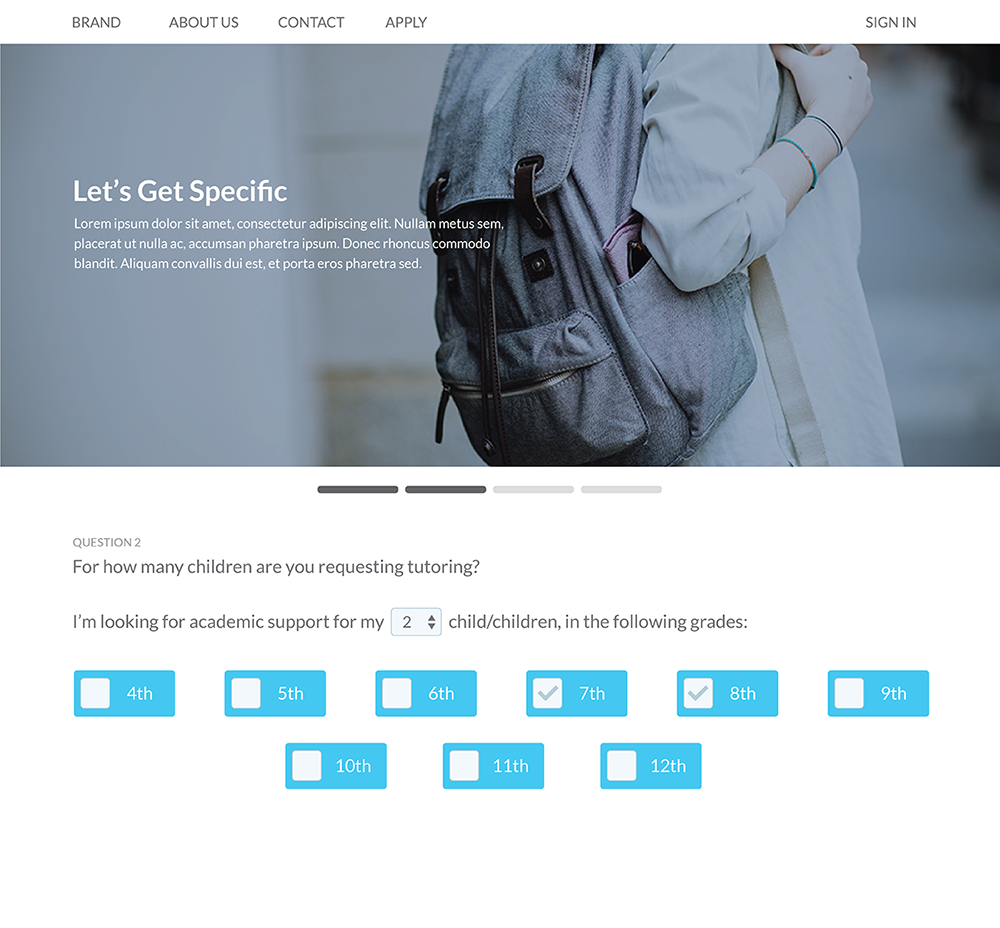 BRAND ABOUT US CONTACT APPLY SIGN IN
Let’s Get Specific
Lorem ipsum dolor sit amet, consectetur adipiscing elit. Nullam metus sem,
placerat ut nulla ac, accumsan pharetra ipsum. Donec rhoncus commodo
blandit. Aliquam convallis dui est, et porta eros pharetra sed.
QUESTION 2
For how many children are you requesting tutoring?
I’m looking for academic support for my 2 child/children, in the following grades:
4th 5th 6th 7th 8th 9th
10th 11th 12th